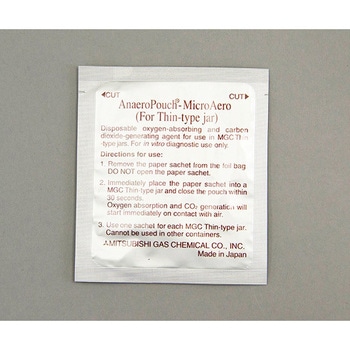 ◀CUT CUT▶
AnaeroPouch®-MicroAero
(For Thin-type jar)
Disposable oxygen-absorbing and carbon
dioxide-generating agent for use in MGC Thin
-type jars. For in vitro diagnostic use only.
Directions for use:
1. Remove the paper sachet from the foil bag
DO NOT open the paper sachet.
2. Immediately place the paper sachet into a
MGC Thin-type jar and close the pouch within
30 seconds.
Oxygen absorption and CO₂ generation will
start immediately on contact with air.
3. Use one sachet for each MGC Thin-type jar.
Cannot be used in other containers.
MITSUBISHI GAS CHEMICAL CO., INC.
Made in Japan